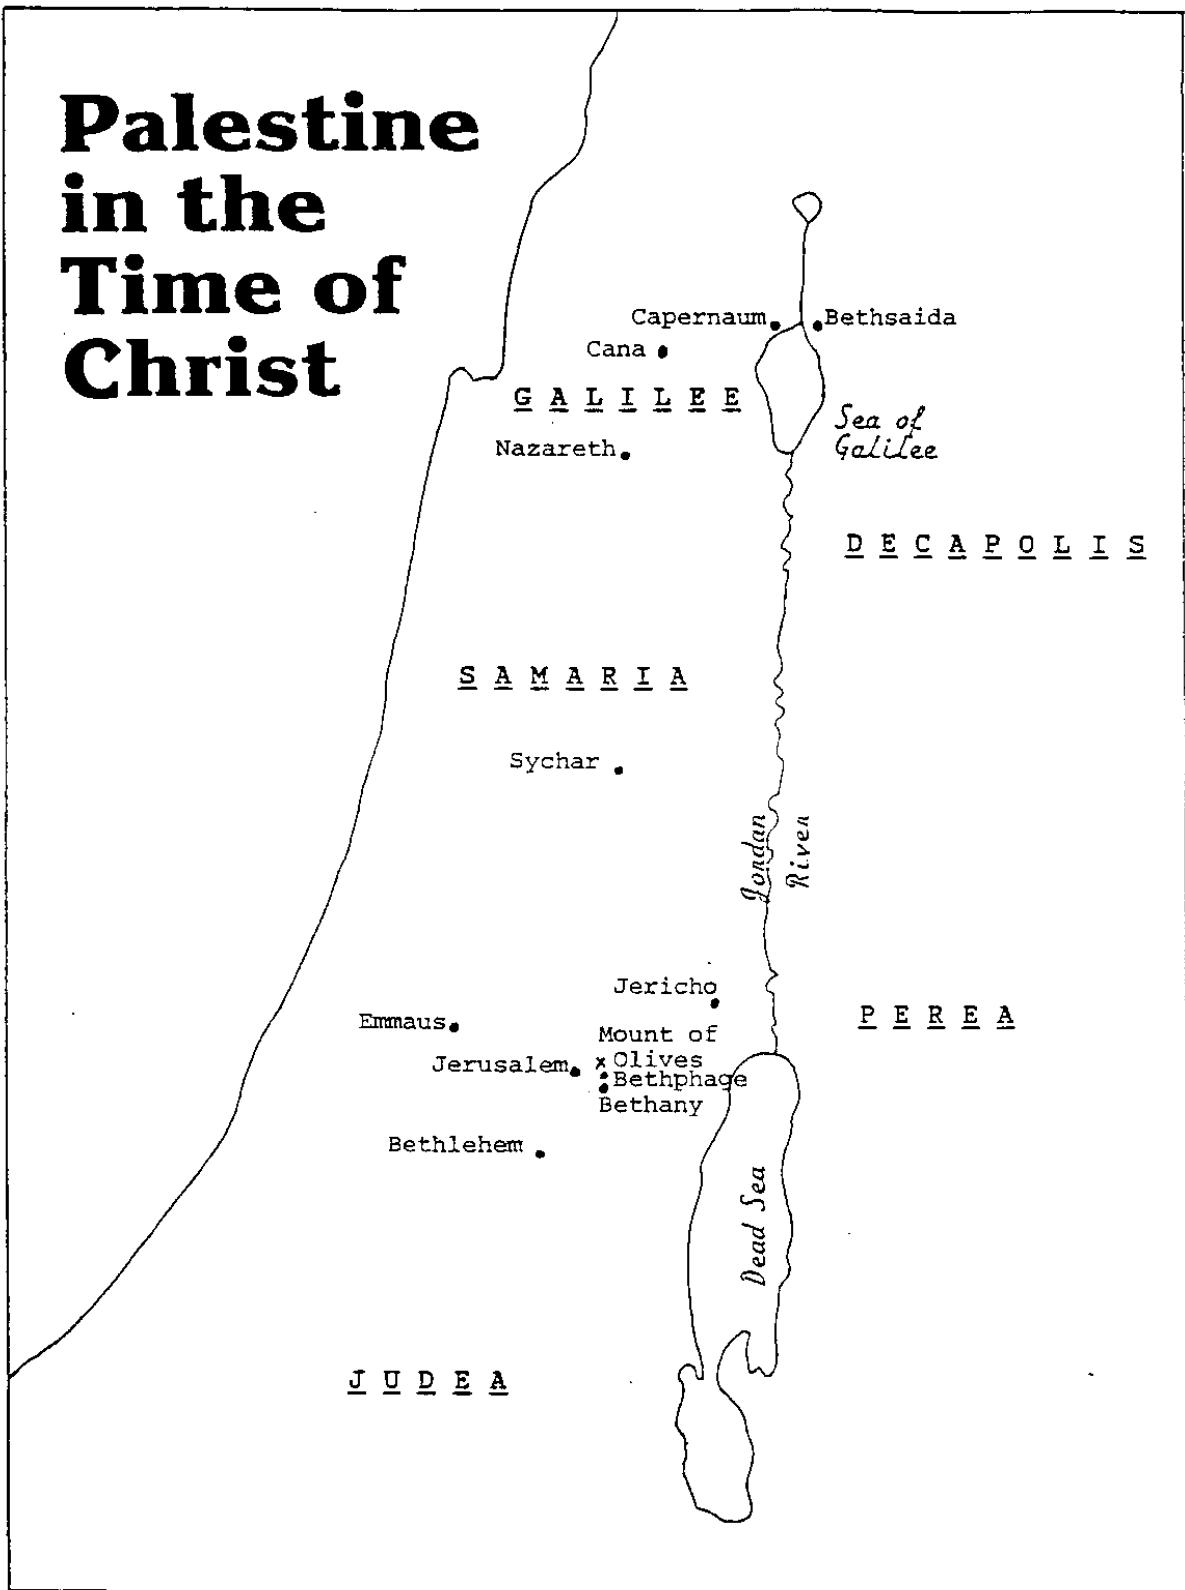 Palestine
in the
Time of
Christ
Capernaum
Bethsaida
Cana
GALILEE
Sea of
Galilee
Nazareth
DECAPOLIS
SAMARIA
Sychar
Jordan
River
Jericho
PEREA
Emmaus
Mount of
Olives
Jerusalem
x
Bethphage
Bethany
Bethlehem
Dead Sea
JUDEA